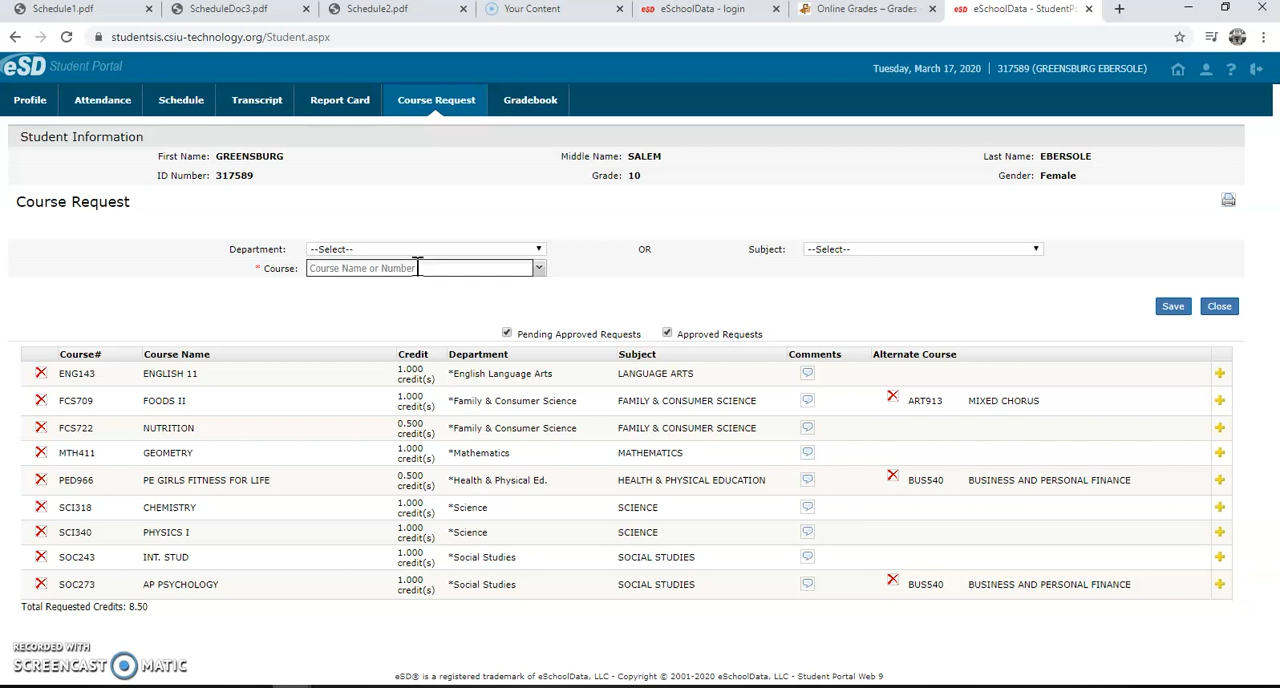 Schedule1.pdf ScheduleDoc3.pdf Schedule2.pdf Your Content eSD eSchoolData - login Online Grades – Grades eSD eSchoolData - StudentPo
studentsis.csiu-technology.org/Student.aspx
eSD Student Portal Tuesday, March 17, 2020 317589 (GREENSBURG EBERSOLE) ?
Profile Attendance Schedule Transcript Report Card Course Request Gradebook
Student Information
First Name: GREENSBURG Middle Name: SALEM Last Name: EBERSOLE
ID Number: 317589 Grade: 10 Gender: Female
Course Request
Department: --Select-- OR Subject: --Select--
* Course: Course Name or Number
Save Close
Pending Approved Requests Approved Requests
Course# Course Name Credit Department Subject Comments Alternate Course
ENG143 ENGLISH 11 1.000 credit(s) *English Language Arts LANGUAGE ARTS
FCS709 FOODS II 1.000 credit(s) *Family & Consumer Science FAMILY & CONSUMER SCIENCE ART913 MIXED CHORUS
FCS722 NUTRITION 0.500 credit(s) *Family & Consumer Science FAMILY & CONSUMER SCIENCE
MTH411 GEOMETRY 1.000 credit(s) *Mathematics MATHEMATICS
PED966 PE GIRLS FITNESS FOR LIFE 0.500 credit(s) *Health & Physical Ed. HEALTH & PHYSICAL EDUCATION BUS540 BUSINESS AND PERSONAL FINANCE
SCI318 CHEMISTRY 1.000 credit(s) *Science SCIENCE
SCI340 PHYSICS I 1.000 credit(s) *Science SCIENCE
SOC243 INT. STUD 1.000 credit(s) *Social Studies SOCIAL STUDIES
SOC273 AP PSYCHOLOGY 1.000 credit(s) *Social Studies SOCIAL STUDIES BUS540 BUSINESS AND PERSONAL FINANCE
Total Requested Credits: 8.50
RECORDED WITH
SCREENCAST MATIC
eSD® is a registered trademark of eSchoolData, LLC - Copyright © 2001-2020 eSchoolData, LLC - Student Portal Web 9